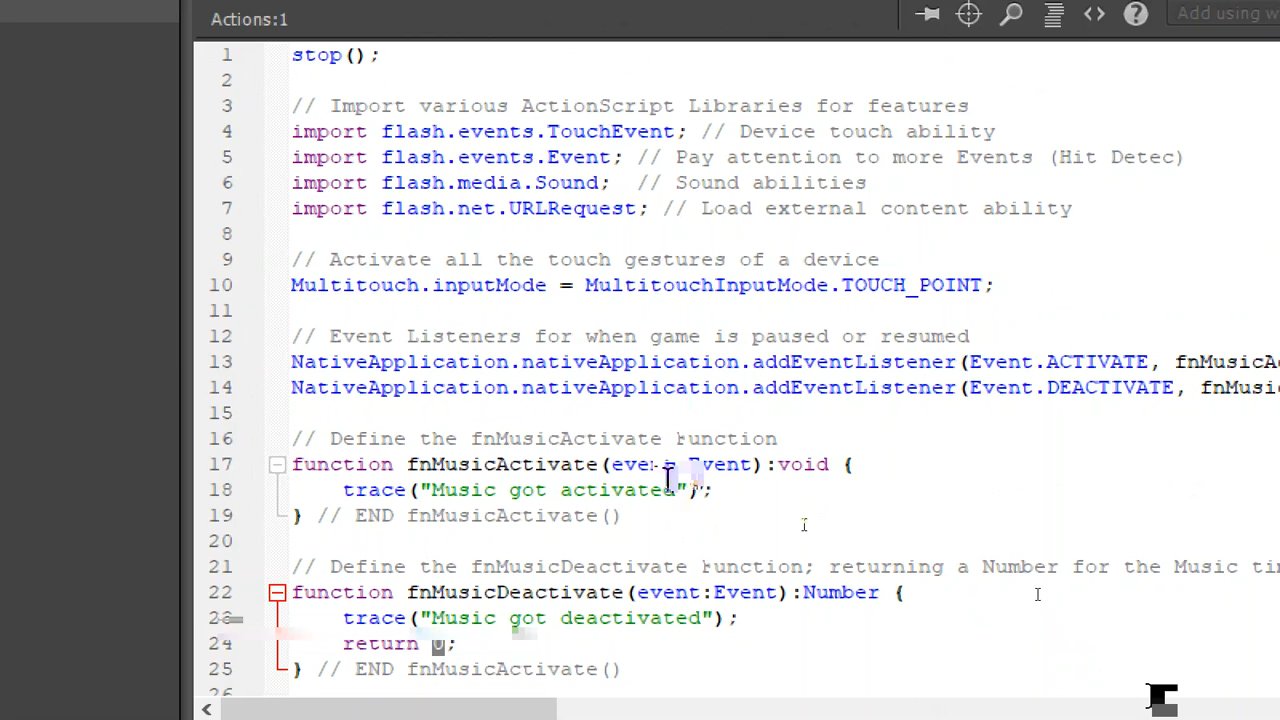 Actions:1
Add using w
1 stop();
2
3 // Import various ActionScript Libraries for features
4 import flash.events.TouchEvent; // Device touch ability
5 import flash.events.Event; // Pay attention to more Events (Hit Detec)
6 import flash.media.Sound;  // Sound abilities
7 import flash.net.URLRequest; // Load external content ability
8
9 // Activate all the touch gestures of a device
10 Multitouch.inputMode = MultitouchInputMode.TOUCH_POINT;
11
12 // Event Listeners for when game is paused or resumed
13 NativeApplication.nativeApplication.addEventListener(Event.ACTIVATE, fnMusicA
14 NativeApplication.nativeApplication.addEventListener(Event.DEACTIVATE, fnMusi
15
16 // Define the fnMusicActivate function
17 function fnMusicActivate(event:Event):void {
18 trace("Music got activated");
19 } // END fnMusicActivate()
20
21 // Define the fnMusicDeactivate function; returning a Number for the Music ti
22 function fnMusicDeactivate(event:Event):Number {
23 trace("Music got deactivated");
24 return 0;
25 } // END fnMusicActivate()
26